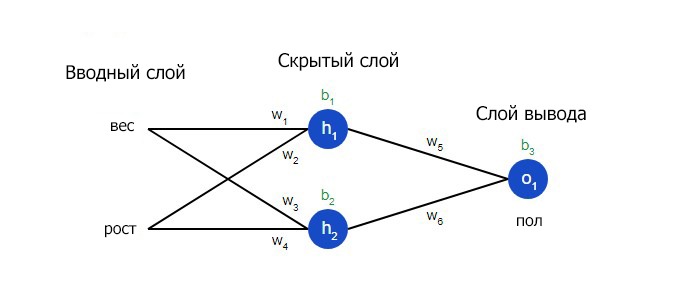 Скрытый слой
Вводный слой
b1
Слой вывода
вес
w1
h1
w2
w5
b3
o1
w3
b2
w6
пол
рост
w4
h2